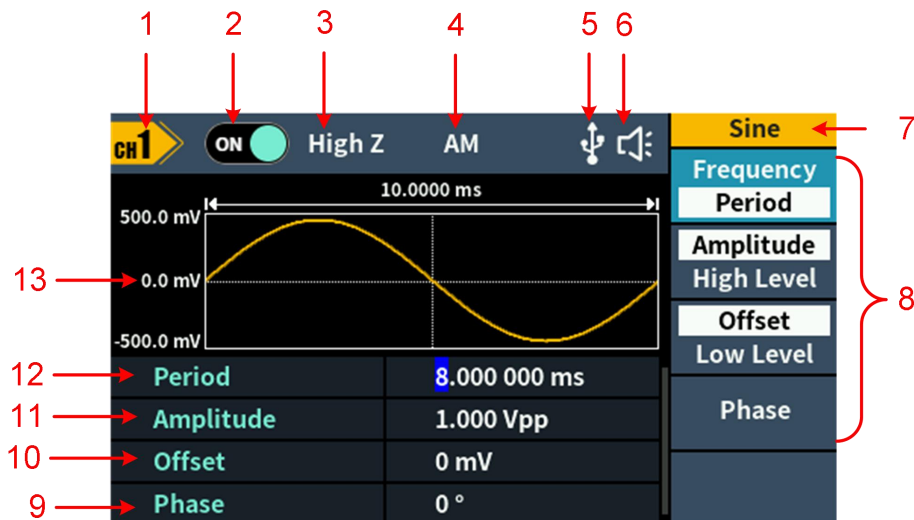 1 2 3 4 5 6
CH1 ON High Z AM Sine 7
Frequency
10.0000 ms Period
500.0 mV Amplitude
13 0.0 mV High Level 8
Offset
-500.0 mV Low Level
12 Period 8.000 000 ms
11 Amplitude 1.000 Vpp Phase
10 Offset 0 mV
9 Phase 0 °